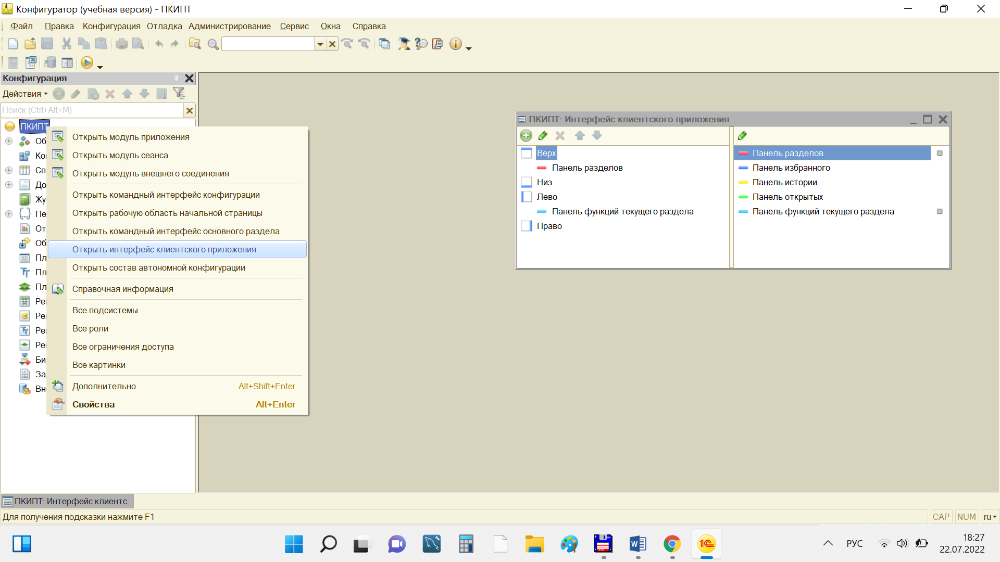 Конфигуратор (учебная версия) - ПКИПТ
Файл Правка Конфигурация Отладка Администрирование Сервис Окна Справка
Конфигурация
Действия
Поиск (Ctrl+Alt+M)
ПКИПТ
Об
Ко
Сп
До
Жу
Пе
От
Об
Пл
Пл
Пл
Ре
Ре
Ре
Ре
Би
За
Вн
Открыть модуль приложения
Открыть модуль сеанса
Открыть модуль внешнего соединения
Открыть командный интерфейс конфигурации
Открыть рабочую область начальной страницы
Открыть командный интерфейс основного раздела
Открыть интерфейс клиентского приложения
Открыть состав автономной конфигурации
Справочная информация
Все подсистемы
Все роли
Все ограничения доступа
Все картинки
Дополнительно Alt+Shift+Enter
Свойства Alt+Enter
ПКИПТ: Интерфейс клиентского приложения
Верх
Панель разделов
Низ
Лево
Панель функций текущего раздела
Право
Панель разделов
Панель избранного
Панель истории
Панель открытых
Панель функций текущего раздела
ПКИПТ: Интерфейс клиентс...
Для получения подсказки нажмите F1
CAP NUM ru
РУС
18:27
22.07.2022